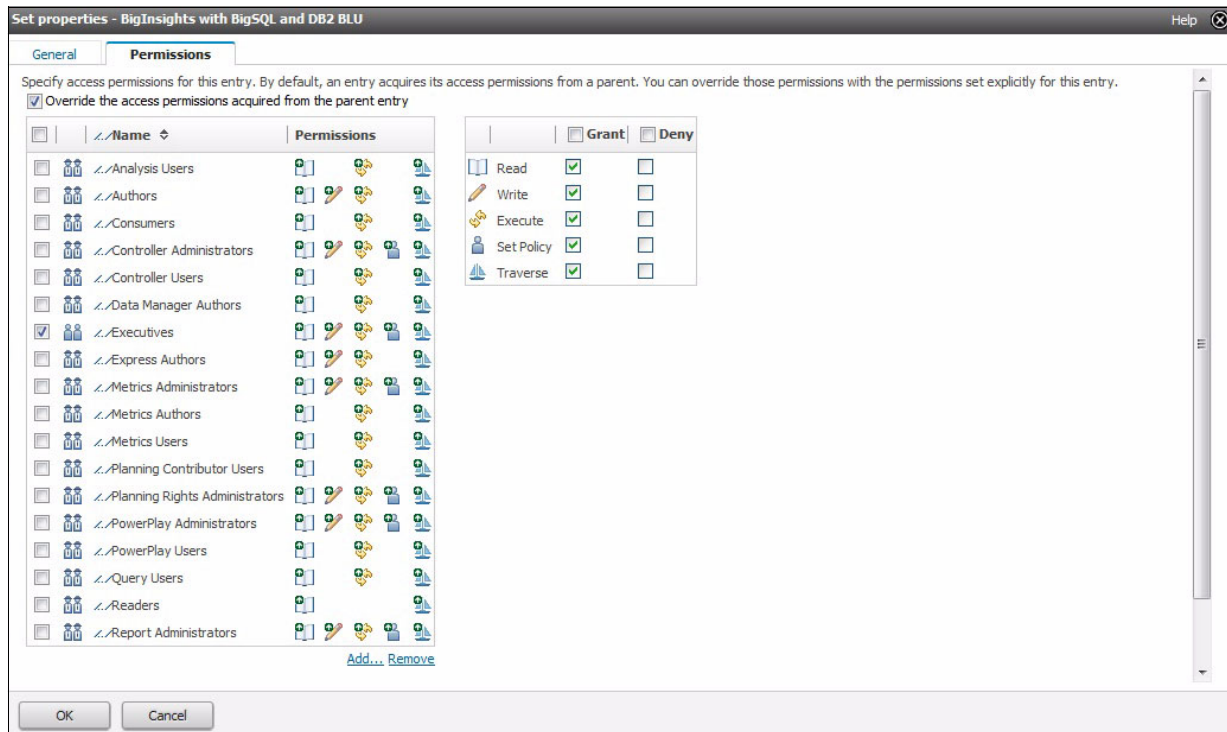 Set properties - BigInsights with BigSQL and DB2 BLU Help
General Permissions
Specify access permissions for this entry. By default, an entry acquires its access permissions from a parent. You can override those permissions with the permissions set explicitly for this entry.
Override the access permissions acquired from the parent entry
Name Permissions
Grant Deny
Analysis Users
Authors
Consumers
Controller Administrators
Controller Users
Data Manager Authors
Executives
Express Authors
Metrics Administrators
Metrics Authors
Metrics Users
Planning Contributor Users
Planning Rights Administrators
PowerPlay Administrators
PowerPlay Users
Query Users
Readers
Report Administrators
Read
Write
Execute
Set Policy
Traverse
Add... Remove
OK Cancel